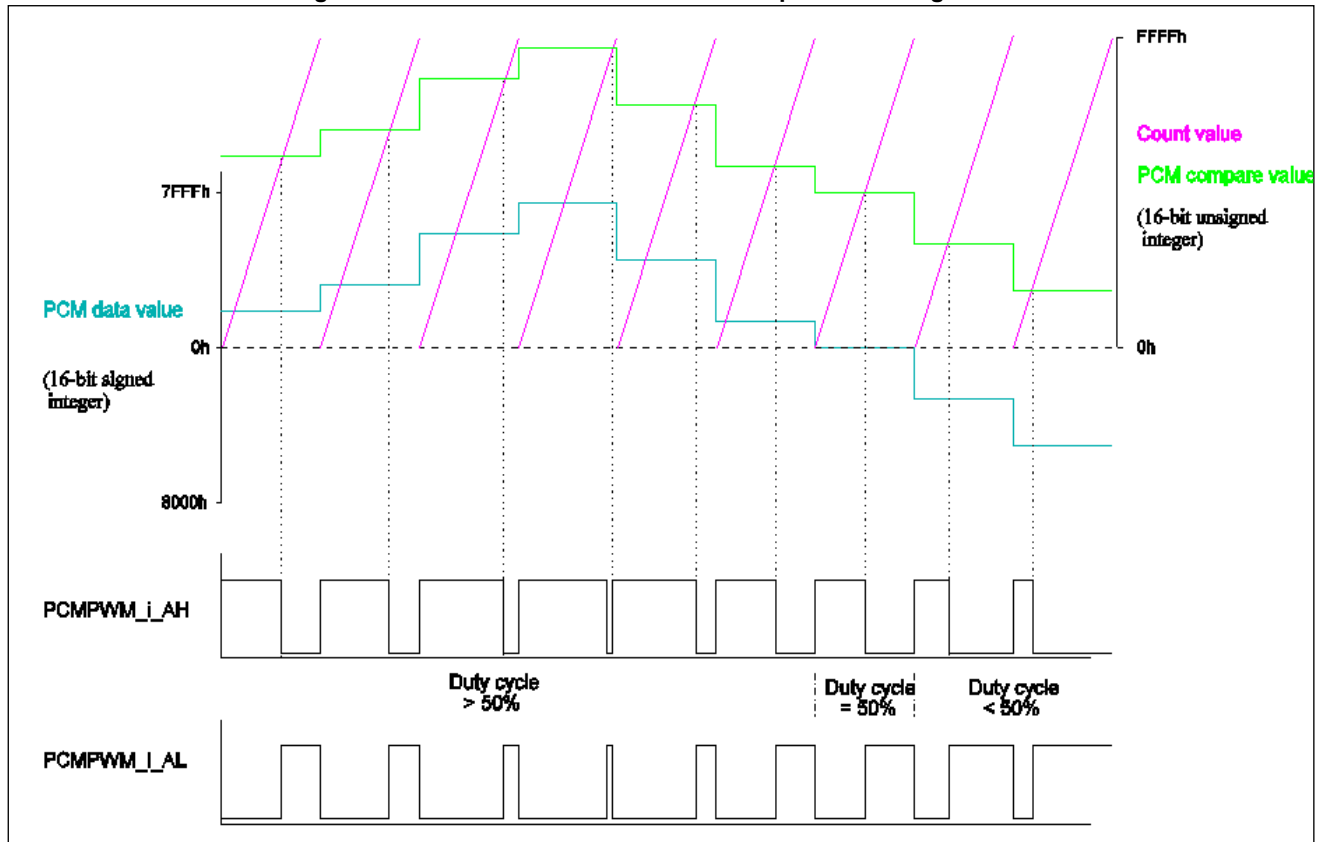 FFFFh
Count value
PCM compare value
(16-bit unsigned
integer)
7FFFh
PCM data value
0h
0h
(16-bit signed
integer)
8000h
PCMPWM_i_AH
Duty cycle
> 50%
Duty cycle
= 50%
Duty cycle
< 50%
PCMPWM_i_AL